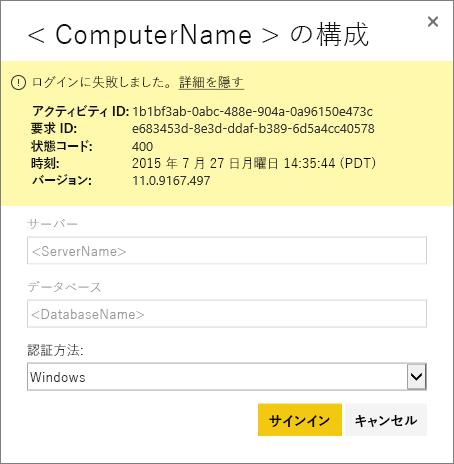 < ComputerName > の構成
ログインに失敗しました。 詳細を隠す
アクティビティ ID: 1b1bf3ab-0abc-488e-904a-0a96150e473c
要求 ID: e683453d-8e3d-ddaf-b389-6d5a4cc40578
状態コード: 400
時刻: 2015 年 7 月 27 日月曜日 14:35:44 (PDT)
バージョン: 11.0.9167.497
サーバー
<ServerName>
データベース
<DatabaseName>
認証方法:
Windows
サインイン キャンセル